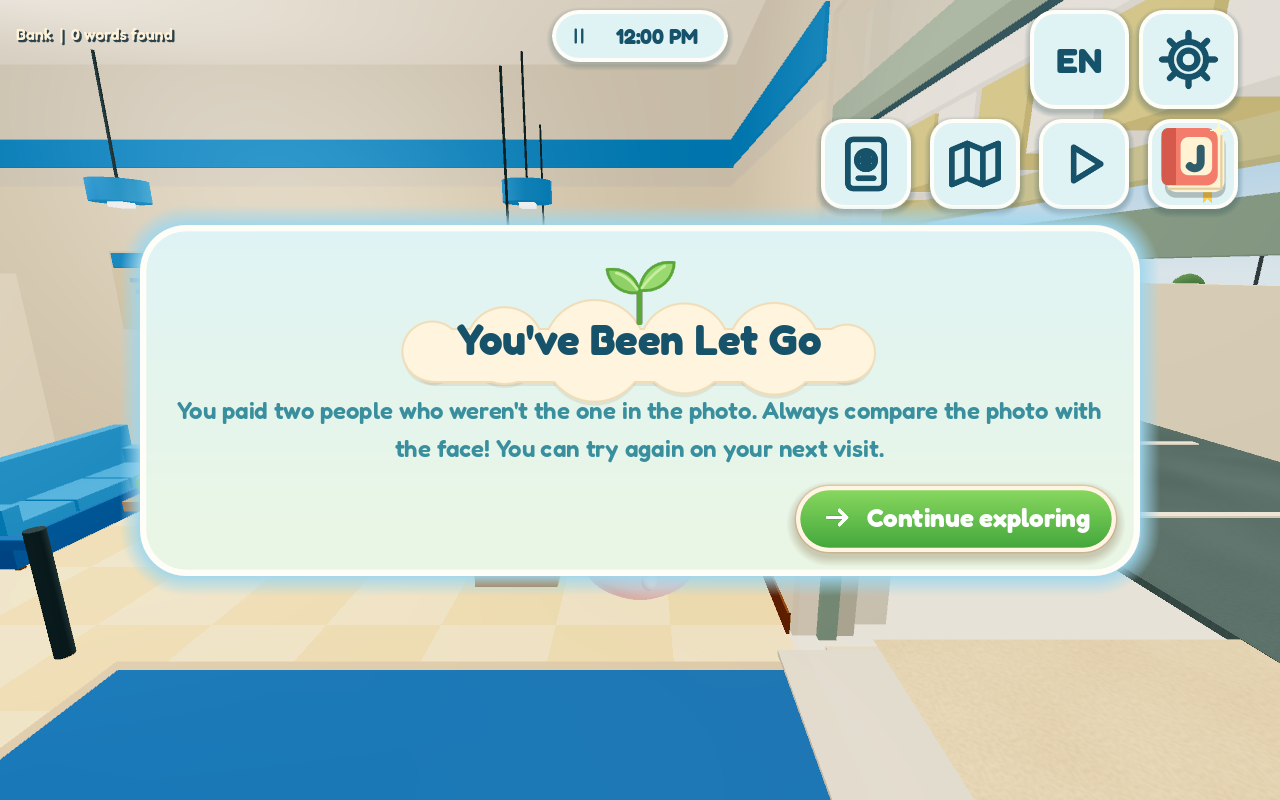 Bank | 0 words found
12:00 PM
EN
J
You've Been Let Go
You paid two people who weren't the one in the photo. Always compare the photo with
the face! You can try again on your next visit.
Continue exploring